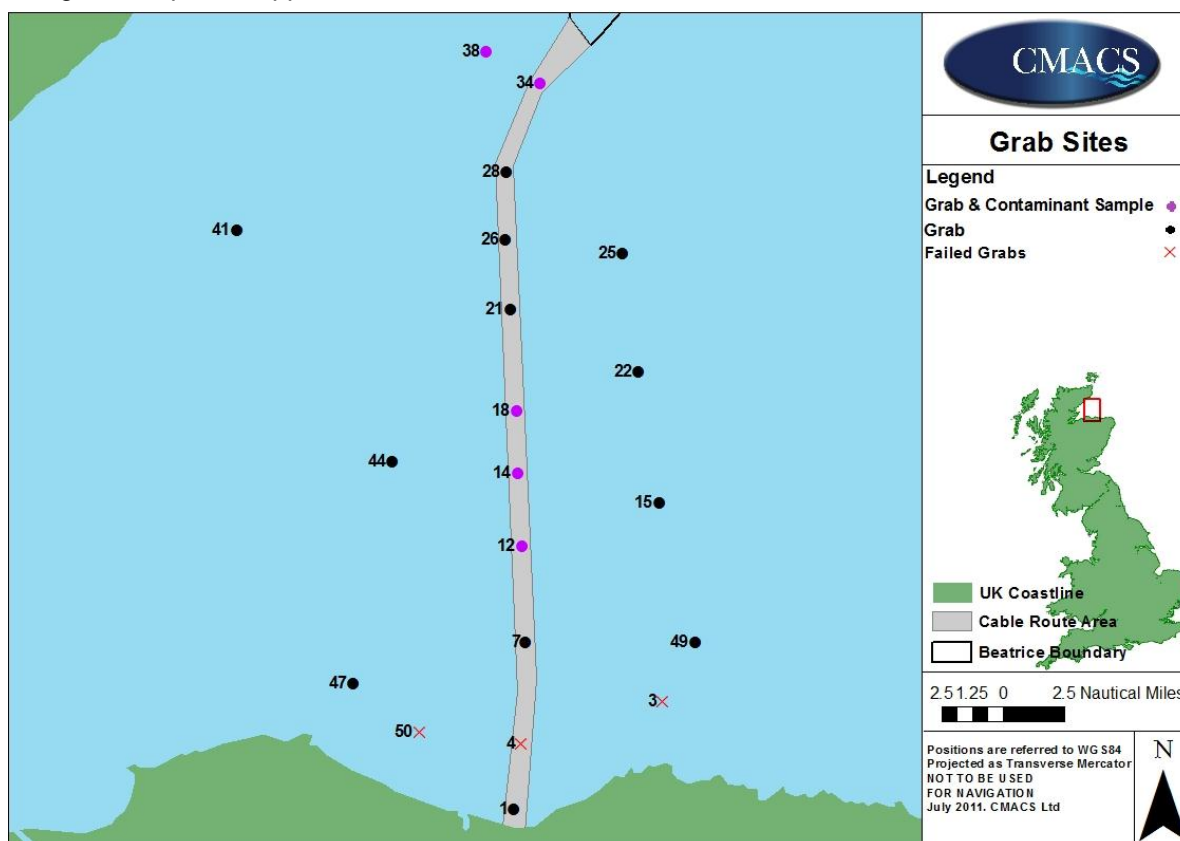 38
34
28
41
26
25
21
22
18
44
14
15
12
7
49
47
3
50
4
1
CMACS
Grab Sites
Legend
Grab & Contaminant Sample
Grab
Failed Grabs
UK Coastline
Cable Route Area
Beatrice Boundary
2.5 1.25 0 2.5 Nautical Miles
Positions are referred to WGS84
Projected as Transverse Mercator
NOT TO BE USED
FOR NAVIGATION
July 2011. CMACS Ltd
N